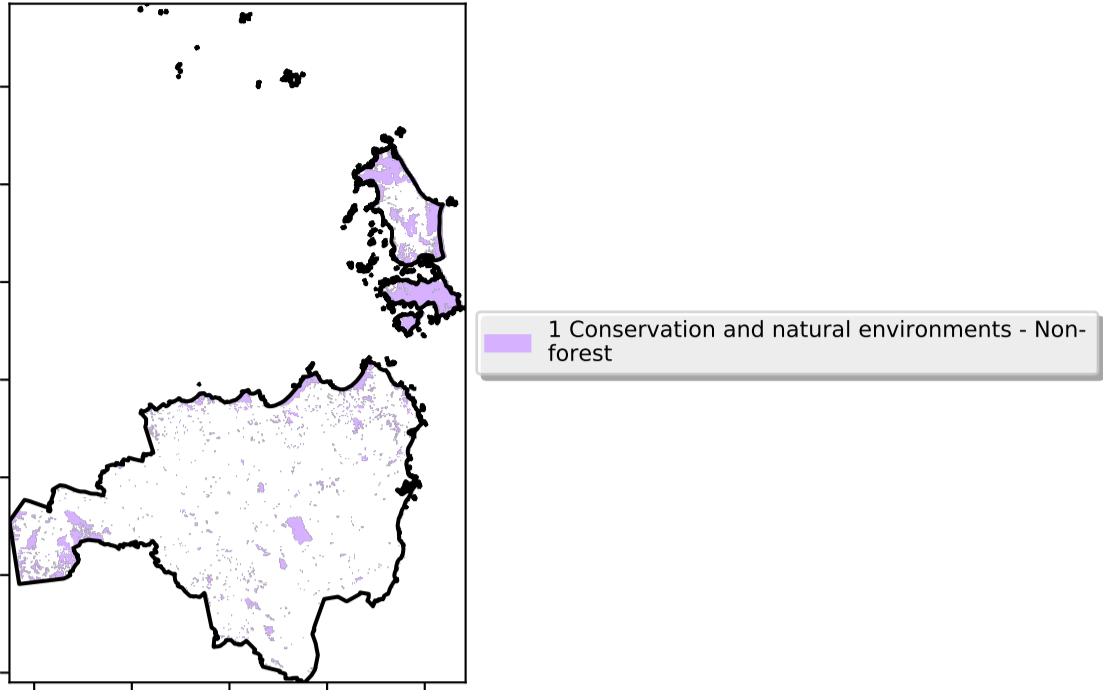 1 Conservation and natural environments - Non-
forest